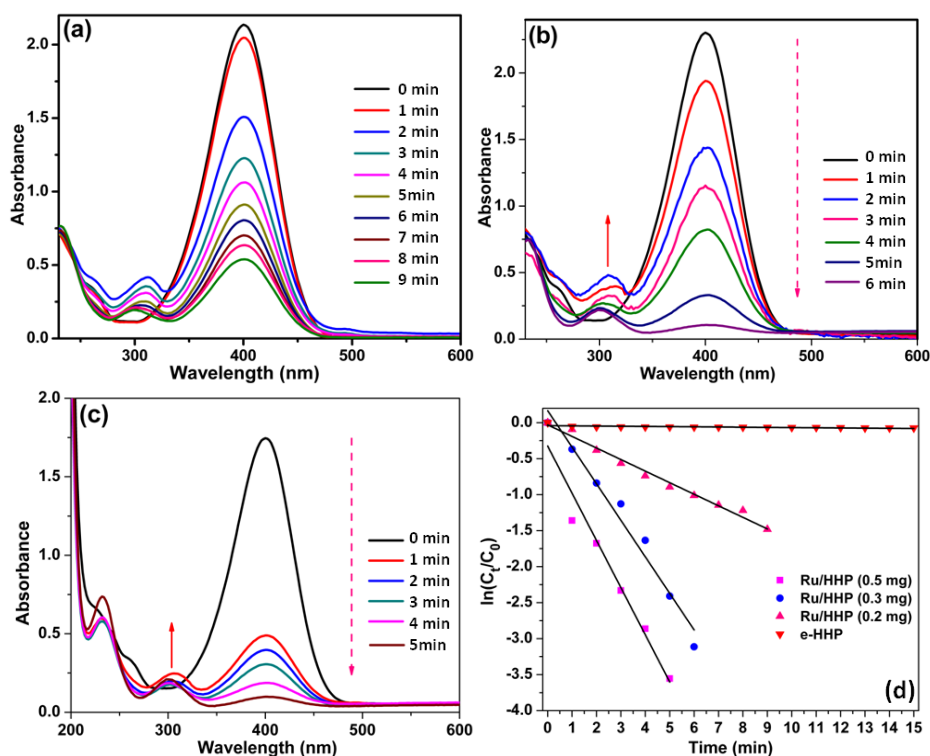 (a)
2.0
1.5
1.0
0.5
0.0
Absorbance
300
400
500
600
Wavelength (nm)
0 min
1 min
2 min
3 min
4 min
5min
6 min
7 min
8 min
9 min
(b)
2.0
1.5
1.0
0.5
0.0
Absorbance
300
400
500
600
Wavelength (nm)
0 min
1 min
2 min
3 min
4 min
5min
6 min
(c)
2.0
1.5
1.0
0.5
0.0
Absorbance
200
300
400
500
600
Wavelength (nm)
0 min
1 min
2 min
3 min
4 min
5min
0.0
-0.5
-1.0
-1.5
-2.0
-2.5
-3.0
-3.5
-4.0
ln(Ct/C0)
0 1 2 3 4 5 6 7 8 9 10 11 12 13 14 15
Time (min)
Ru/HHP (0.5 mg)
Ru/HHP (0.3 mg)
Ru/HHP (0.2 mg)
e-HHP
(d)